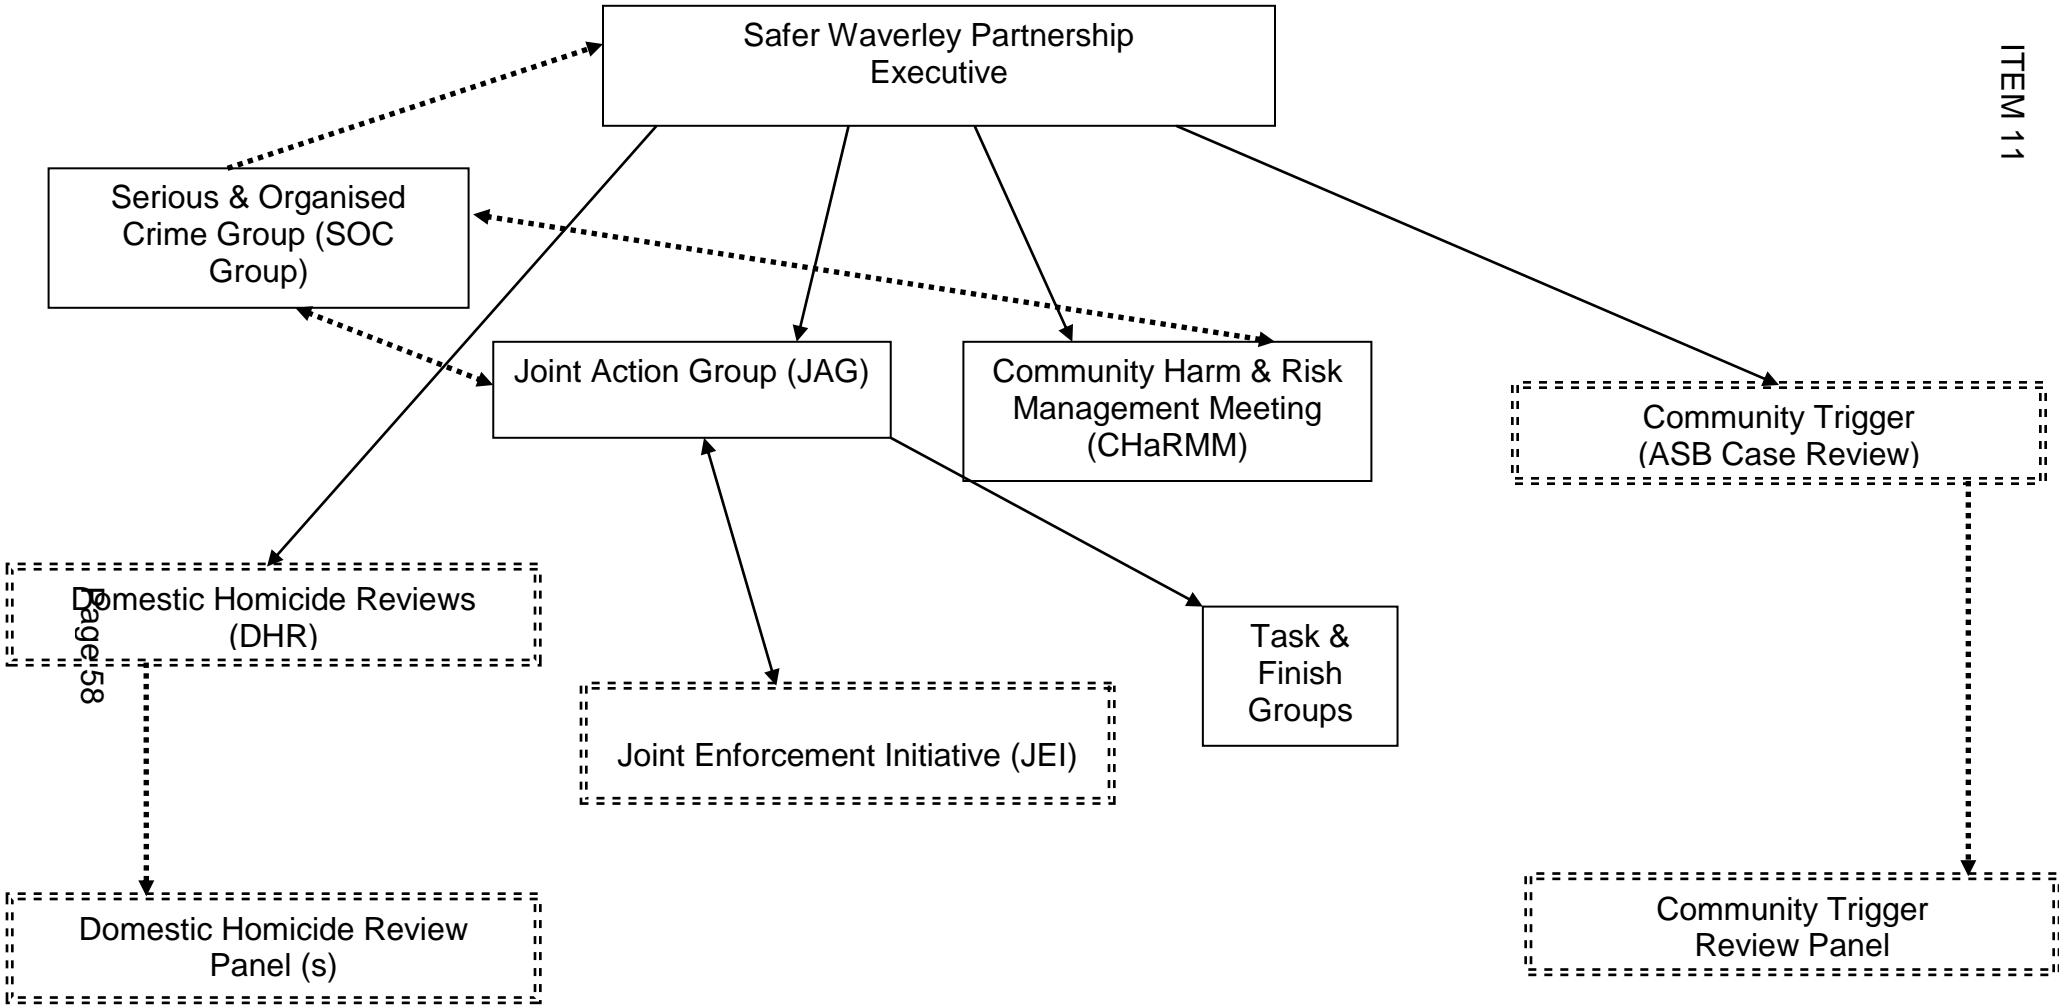 Safer Waverley Partnership
Executive
ITEM 11
Serious & Organised
Crime Group (SOC
Group)
Joint Action Group (JAG)
Community Harm & Risk
Management Meeting
(CHaRMM)
Community Trigger
(ASB Case Review)
Domestic Homicide Reviews
(DHR)
Page 58
Task &
Finish
Groups
Joint Enforcement Initiative (JEI)
Domestic Homicide Review
Panel (s)
Community Trigger
Review Panel